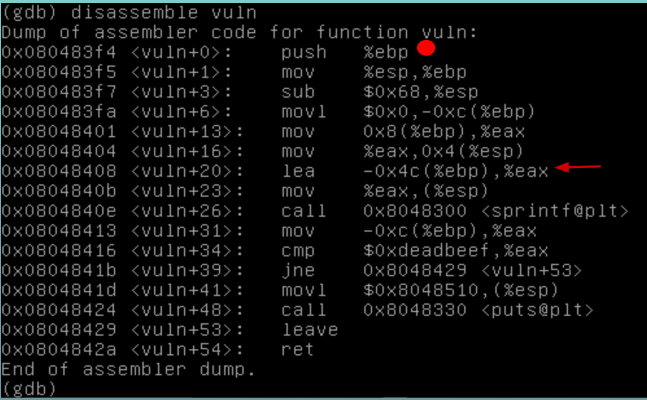 (gdb) disassemble vuln
Dump of assembler code for function vuln:
0x080483f4 <vuln+0>: push %ebp
0x080483f5 <vuln+1>: mov %esp,%ebp
0x080483f7 <vuln+3>: sub $0x68,%esp
0x080483fa <vuln+6>: movl $0x0,-0xc(%ebp)
0x08048401 <vuln+13>: mov 0x8(%ebp),%eax
0x08048404 <vuln+16>: mov %eax,0x4(%esp)
0x08048408 <vuln+20>: lea -0x4c(%ebp),%eax
0x0804840b <vuln+23>: mov %eax,(%esp)
0x0804840e <vuln+26>: call 0x8048300 <sprintf@plt>
0x08048413 <vuln+31>: mov -0xc(%ebp),%eax
0x08048416 <vuln+34>: cmp $0xdeadbeef,%eax
0x0804841b <vuln+39>: jne 0x8048429 <vuln+53>
0x0804841d <vuln+41>: movl $0x8048510,(%esp)
0x08048424 <vuln+48>: call 0x8048330 <puts@plt>
0x08048429 <vuln+53>: leave
0x0804842a <vuln+54>: ret
End of assembler dump.
(gdb)